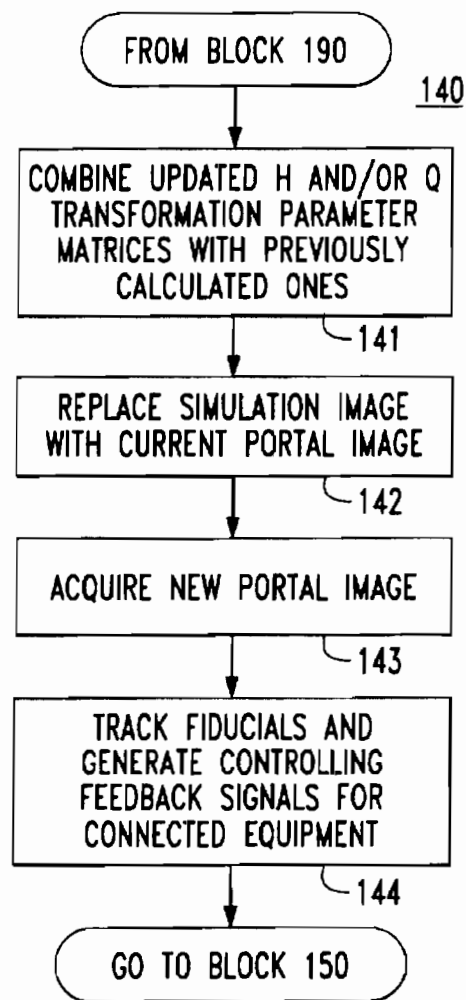 FROM BLOCK 190
140
COMBINE UPDATED H AND/OR Q
TRANSFORMATION PARAMETER
MATRICES WITH PREVIOUSLY
CALCULATED ONES
141
REPLACE SIMULATION IMAGE
WITH CURRENT PORTAL IMAGE
142
ACQUIRE NEW PORTAL IMAGE
143
TRACK FIDUCIALS AND
GENERATE CONTROLLING
FEEDBACK SIGNALS FOR
CONNECTED EQUIPMENT
144
GO TO BLOCK 150